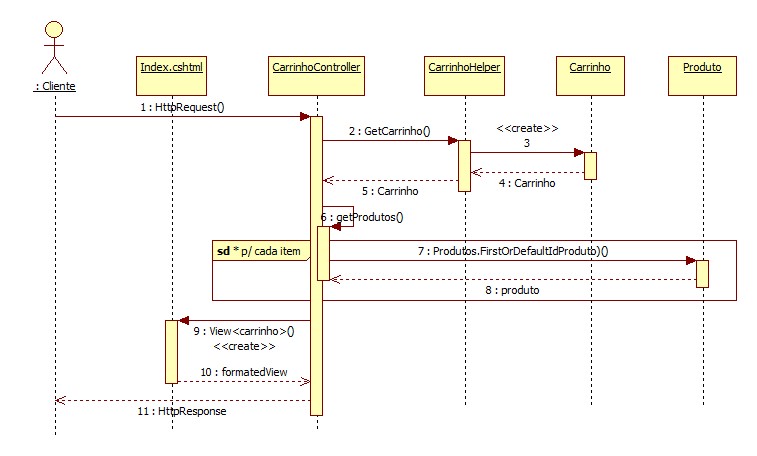 : Cliente
Index.cshtml
CarrinhoController
CarrinhoHelper
Carrinho
Produto
1 : HttpRequest()
2 : GetCarrinho()
<<create>>
3
4 : Carrinho
5 : Carrinho
6 : getProdutos()
sd * p/ cada item
7 : Produtos.FirstOrDefaultIdProduto)()
8 : produto
9 : View<carrinho>()
<<create>>
10 : formatedView
11 : HttpResponse